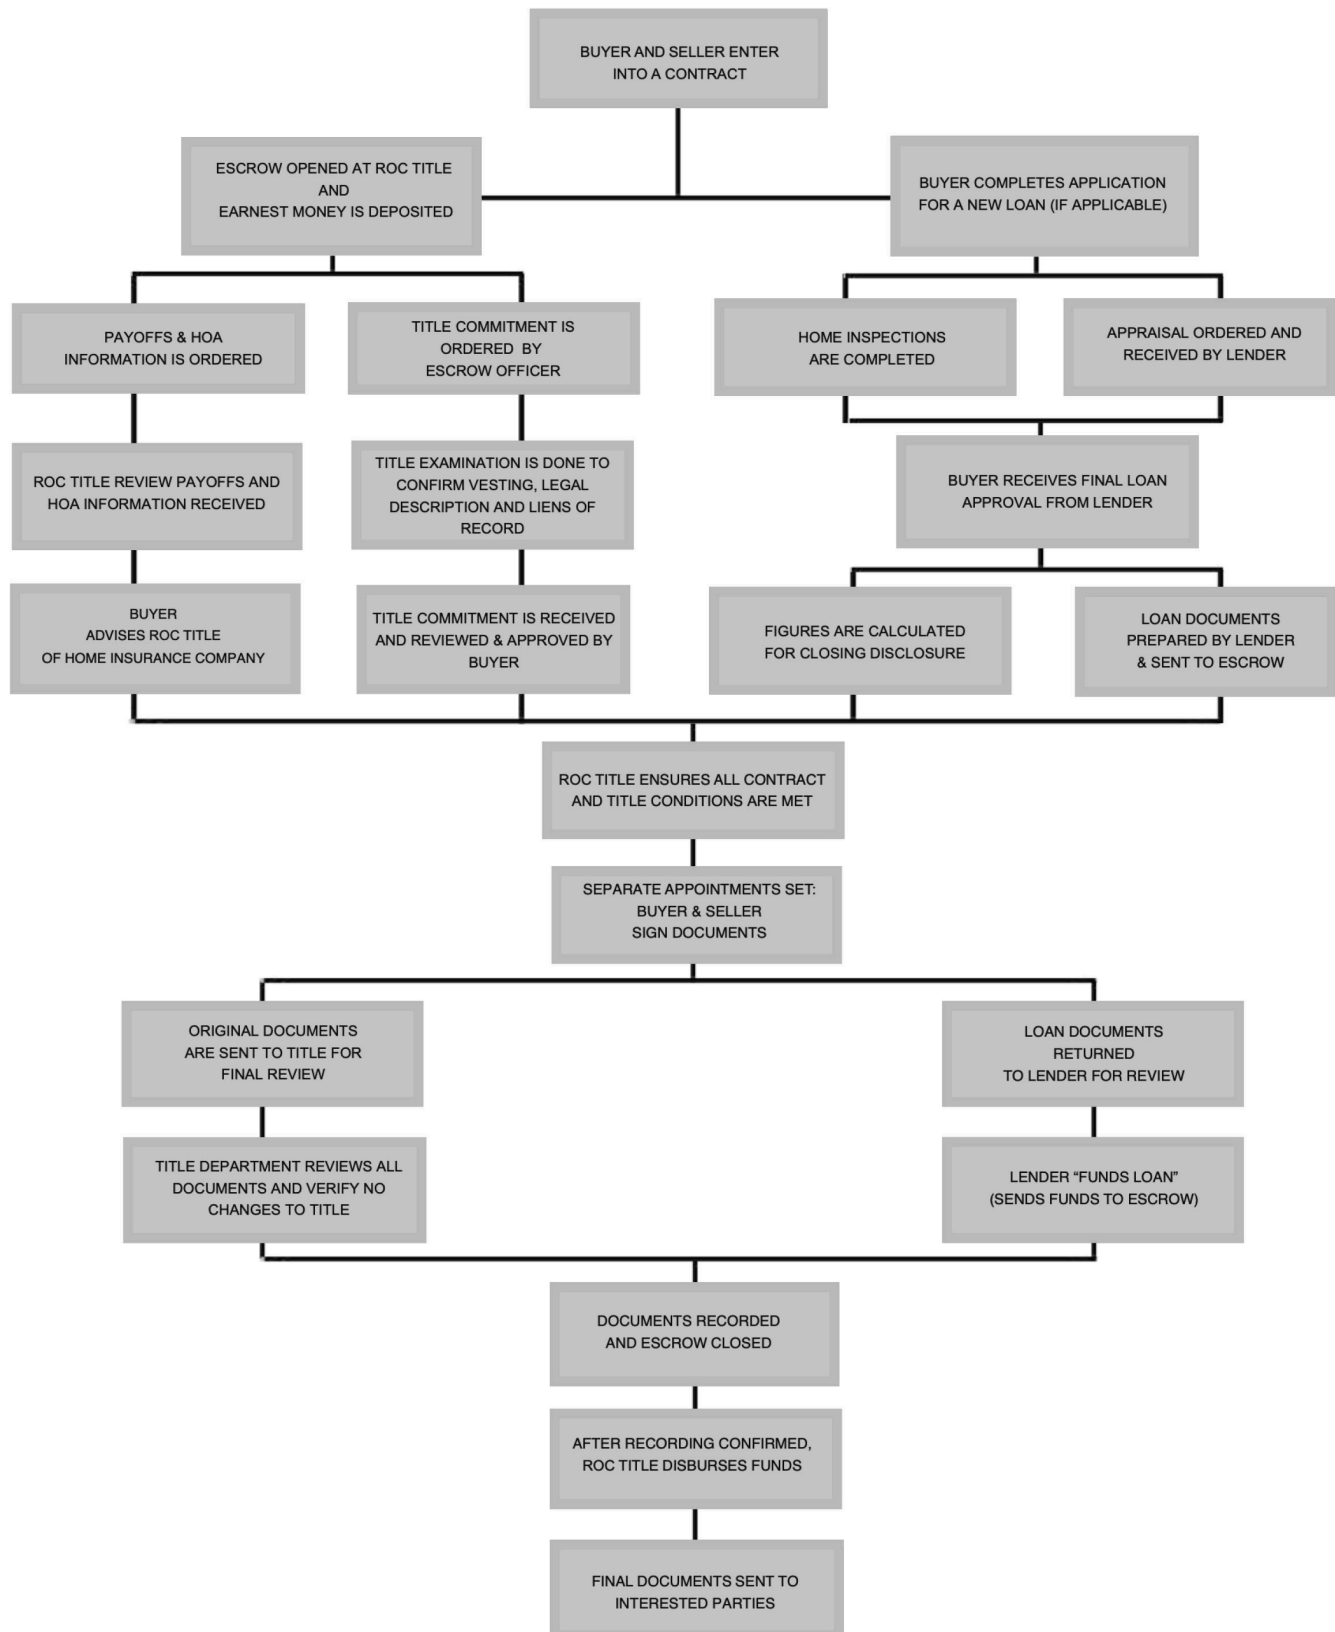 BUYER AND SELLER ENTER
INTO A CONTRACT
ESCROW OPENED AT ROC TITLE
AND
EARNEST MONEY IS DEPOSITED
BUYER COMPLETES APPLICATION
FOR A NEW LOAN (IF APPLICABLE)
PAYOFFS & HOA
INFORMATION IS ORDERED
TITLE COMMITMENT IS
ORDERED BY
ESCROW OFFICER
HOME INSPECTIONS
ARE COMPLETED
APPRAISAL ORDERED AND
RECEIVED BY LENDER
ROC TITLE REVIEW PAYOFFS AND
HOA INFORMATION RECEIVED
TITLE EXAMINATION IS DONE TO
CONFIRM VESTING, LEGAL
DESCRIPTION AND LIENS OF
RECORD
BUYER RECEIVES FINAL LOAN
APPROVAL FROM LENDER
BUYER
ADVISES ROC TITLE
OF HOME INSURANCE COMPANY
TITLE COMMITMENT IS RECEIVED
AND REVIEWED & APPROVED BY
BUYER
FIGURES ARE CALCULATED
FOR CLOSING DISCLOSURE
LOAN DOCUMENTS
PREPARED BY LENDER
& SENT TO ESCROW
ROC TITLE ENSURES ALL CONTRACT
AND TITLE CONDITIONS ARE MET
SEPARATE APPOINTMENTS SET:
BUYER & SELLER
SIGN DOCUMENTS
ORIGINAL DOCUMENTS
ARE SENT TO TITLE FOR
FINAL REVIEW
LOAN DOCUMENTS
RETURNED
TO LENDER FOR REVIEW
TITLE DEPARTMENT REVIEWS ALL
DOCUMENTS AND VERIFY NO
CHANGES TO TITLE
LENDER “FUNDS LOAN”
(SENDS FUNDS TO ESCROW)
DOCUMENTS RECORDED
AND ESCROW CLOSED
AFTER RECORDING CONFIRMED,
ROC TITLE DISBURSES FUNDS
FINAL DOCUMENTS SENT TO
INTERESTED PARTIES